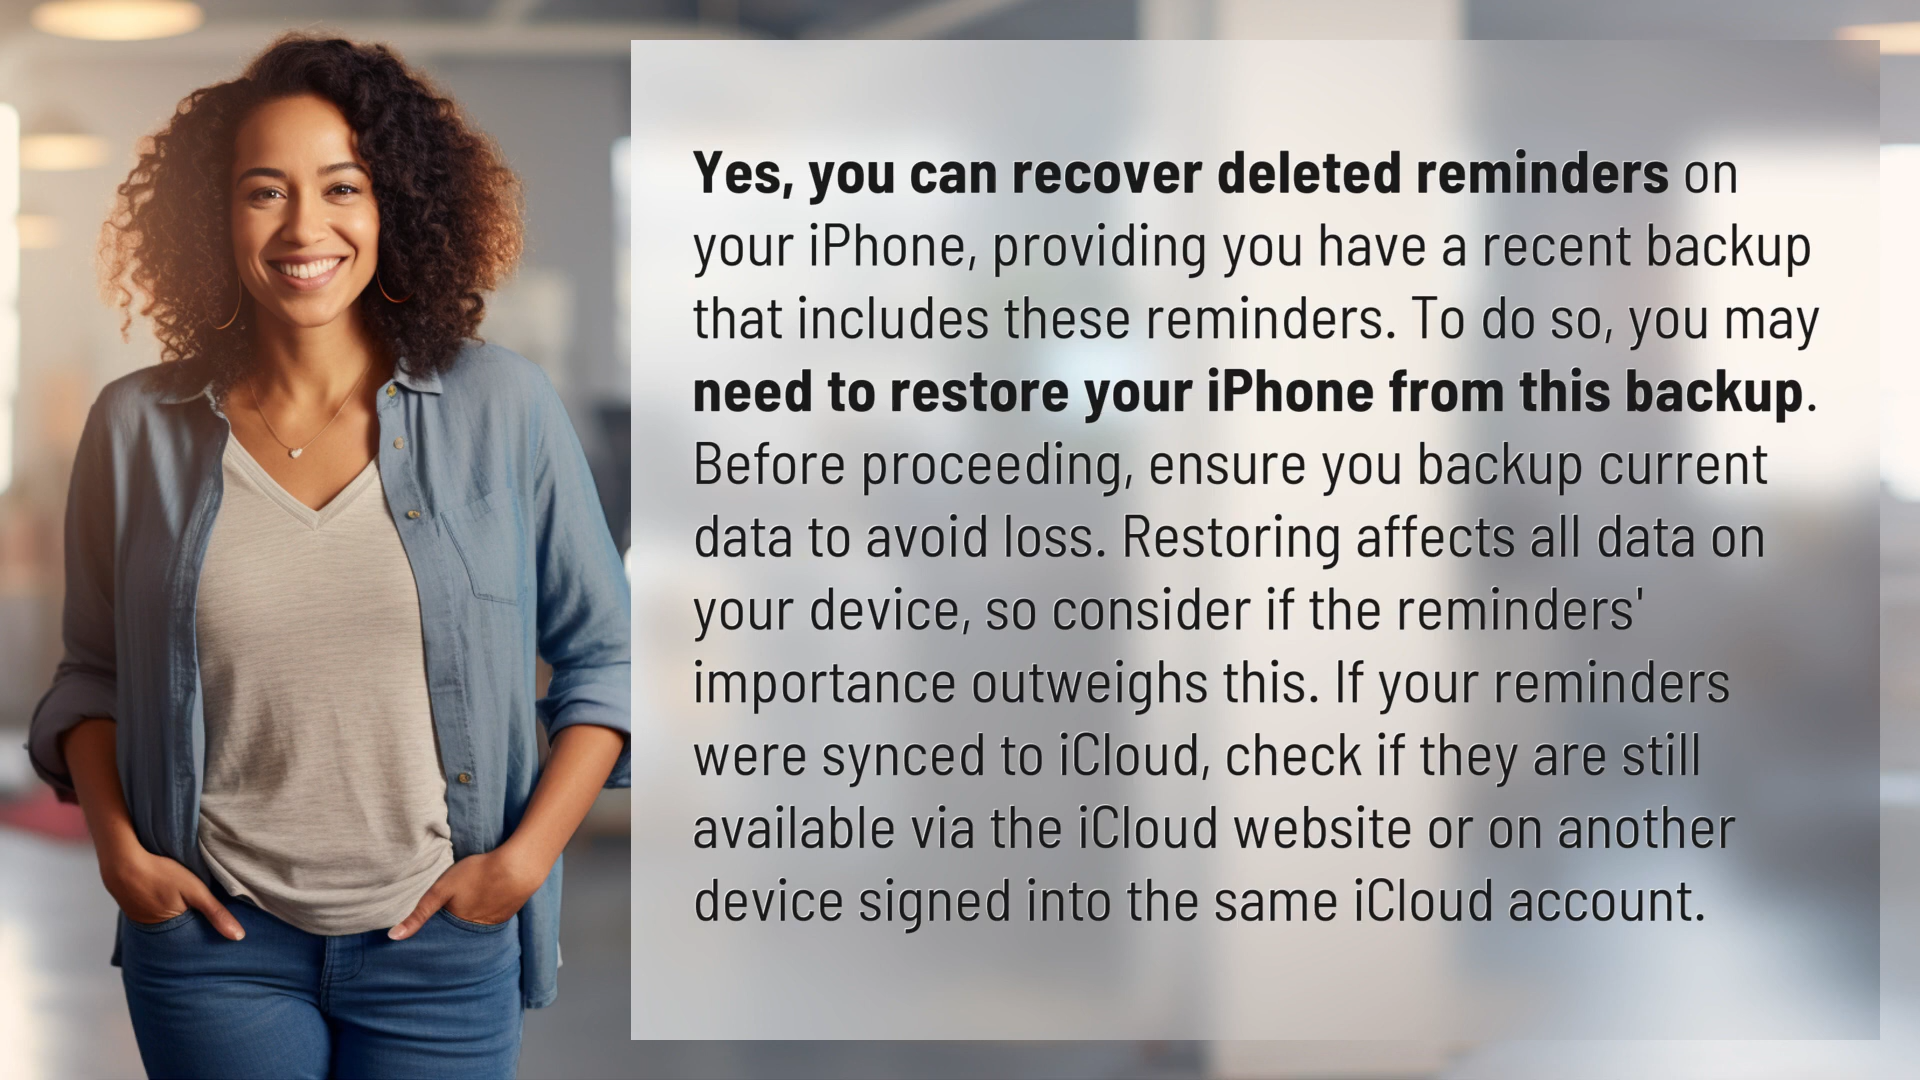 Yes, you can recover deleted reminders on
your iPhone, providing you have a recent backup
that includes these reminders. To do so, you may
need to restore your iPhone from this backup.
Before proceeding, ensure you backup current
data to avoid loss. Restoring affects all data on
your device, so consider if the reminders'
importance outweighs this. If your reminders
were synced to iCloud, check if they are still
available via the iCloud website or on another
device signed into the same iCloud account.